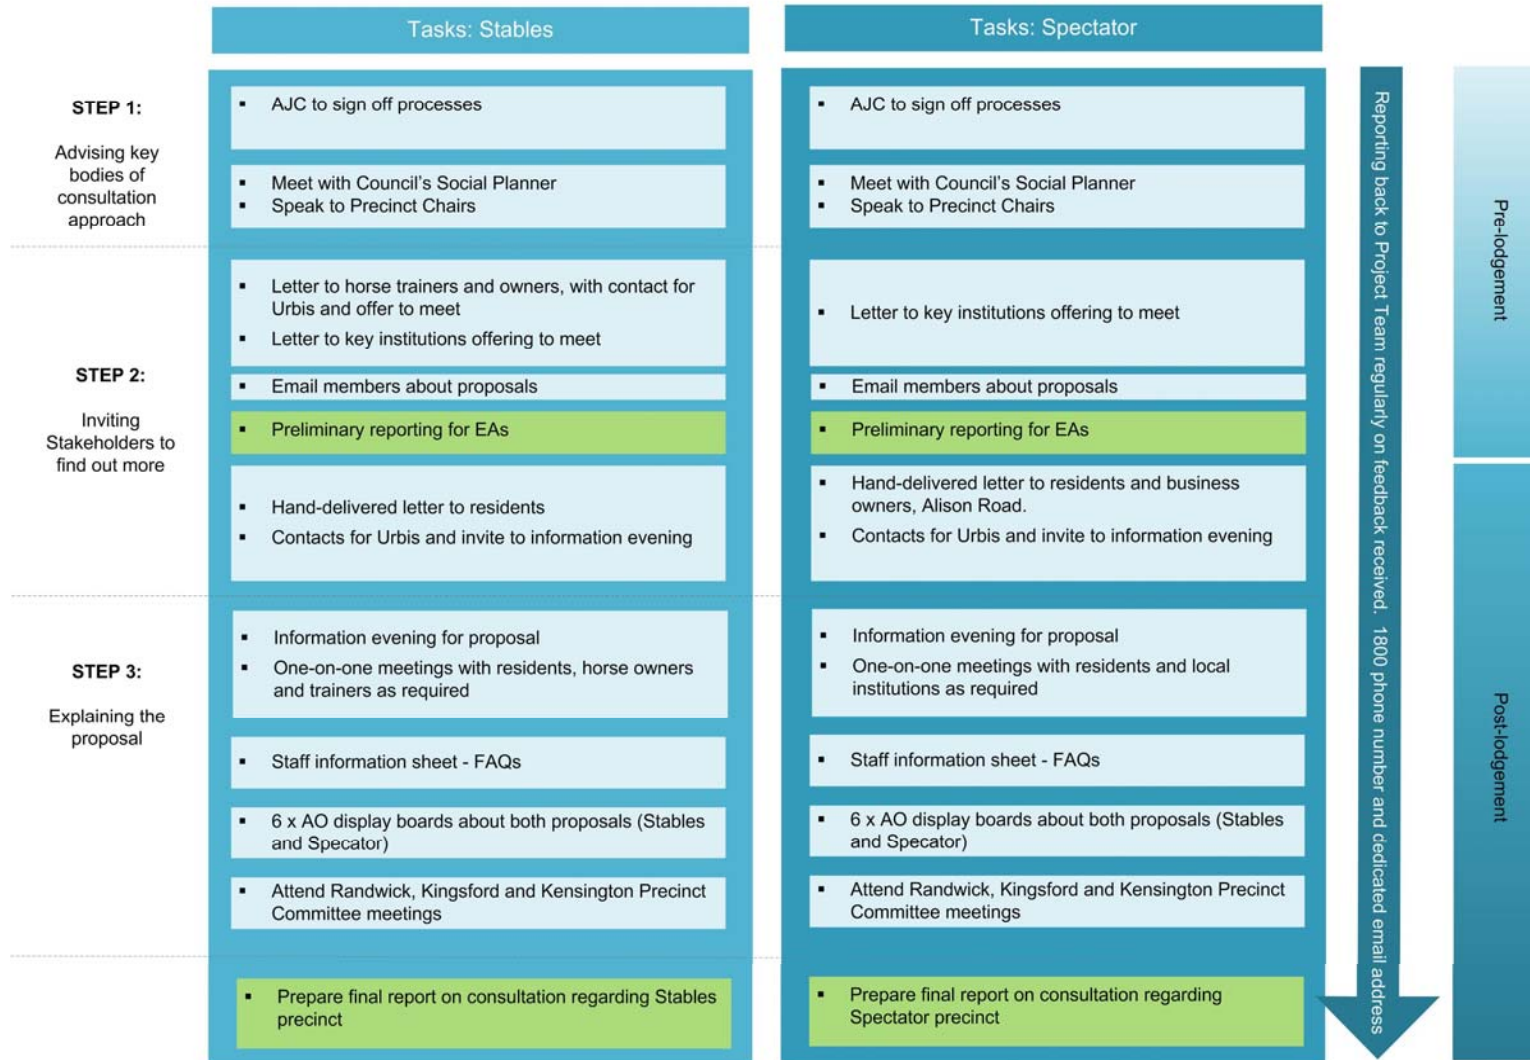 Tasks: Stables
Tasks: Spectator
STEP 1:
Advising key
bodies of
consultation
approach
▪ AJC to sign off processes
▪ Meet with Council's Social Planner
▪ Speak to Precinct Chairs
▪ AJC to sign off processes
▪ Meet with Council's Social Planner
▪ Speak to Precinct Chairs
STEP 2:
Inviting
Stakeholders to
find out more
▪ Letter to horse trainers and owners, with contact for
Urbis and offer to meet
▪ Letter to key institutions offering to meet
▪ Email members about proposals
▪ Preliminary reporting for EAs
▪ Hand-delivered letter to residents
▪ Contacts for Urbis and invite to information evening
▪ Letter to key institutions offering to meet
▪ Email members about proposals
▪ Preliminary reporting for EAs
▪ Hand-delivered letter to residents and business
owners, Alison Road.
▪ Contacts for Urbis and invite to information evening
STEP 3:
Explaining the
proposal
▪ Information evening for proposal
▪ One-on-one meetings with residents, horse owners
and trainers as required
▪ Staff information sheet - FAQs
▪ 6 x AO display boards about both proposals (Stables
and Specator)
▪ Attend Randwick, Kingsford and Kensington Precinct
Committee meetings
▪ Prepare final report on consultation regarding Stables
precinct
▪ Information evening for proposal
▪ One-on-one meetings with residents and local
institutions as required
▪ Staff information sheet - FAQs
▪ 6 x AO display boards about both proposals (Stables
and Specator)
▪ Attend Randwick, Kingsford and Kensington Precinct
Committee meetings
▪ Prepare final report on consultation regarding
Spectator precinct
Reporting back to Project Team regularly on feedback received. 1800 phone number and dedicated email address
Pre-lodgement
Post-lodgement